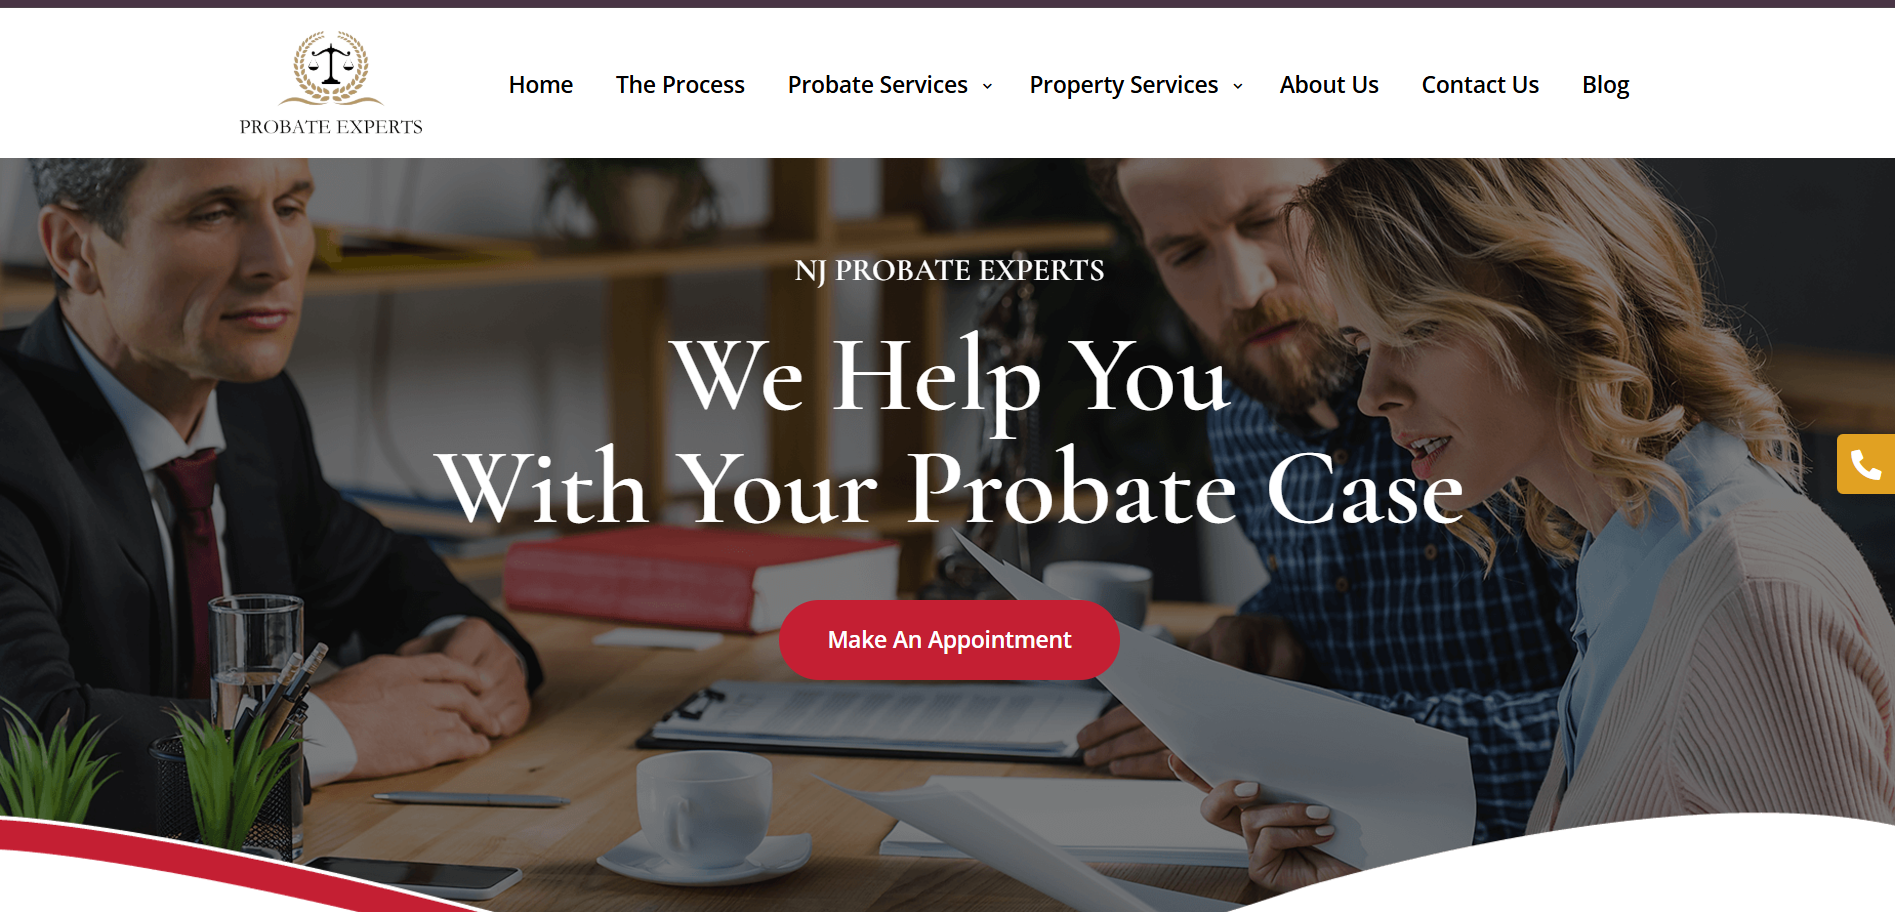 PROBATE EXPERTS
Home The Process Probate Services Property Services About Us Contact Us Blog
NJ PROBATE EXPERTS
We Help You
With Your Probate Case
Make An Appointment